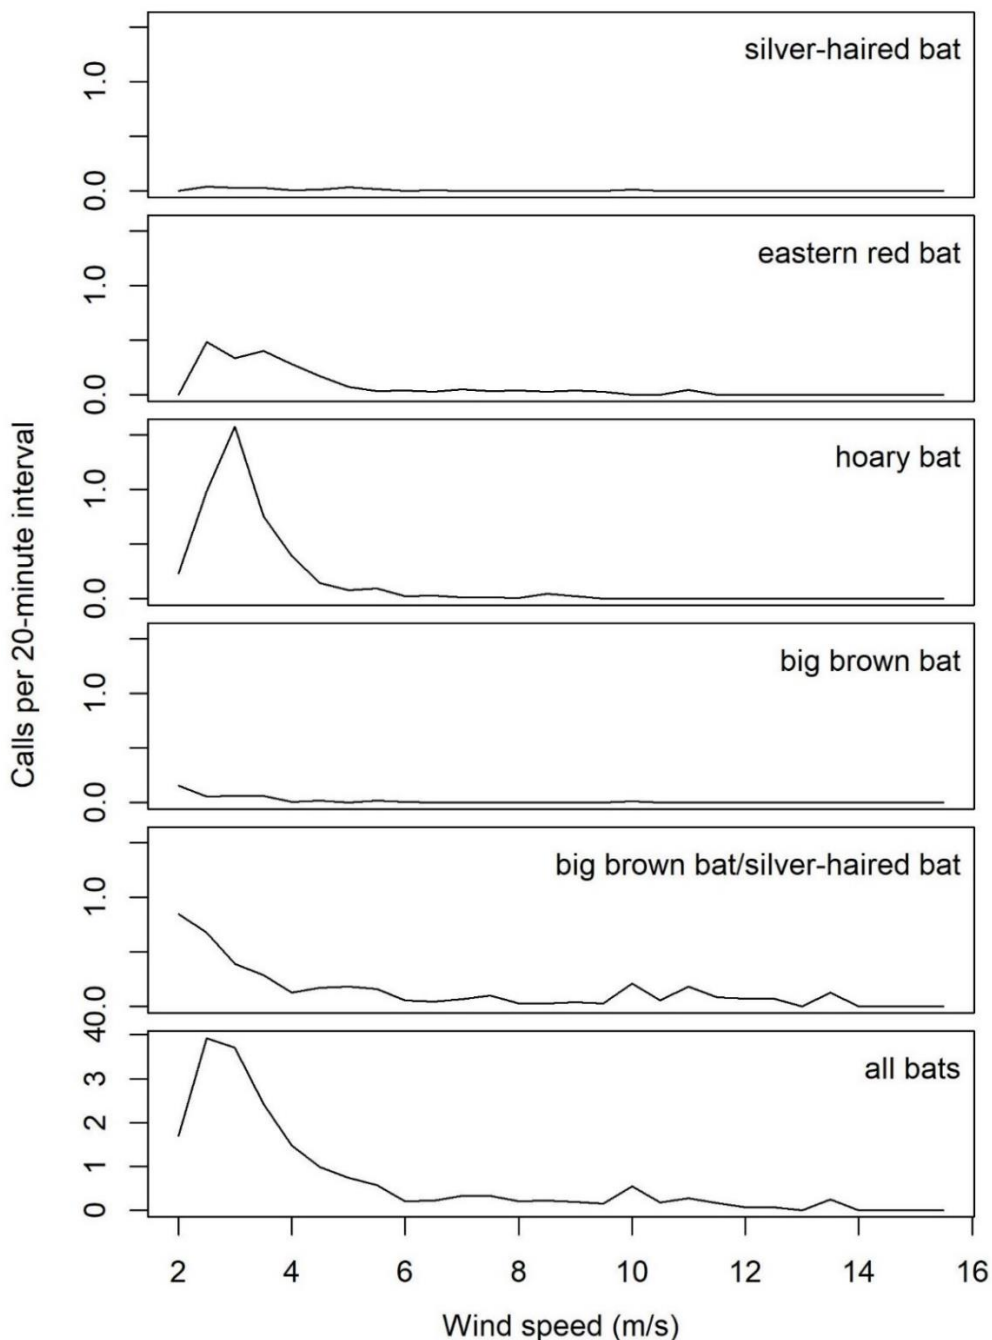 silver-haired bat
1.0
0.0
eastern red bat
1.0
0.0
hoary bat
1.0
0.0
Calls per 20-minute interval
big brown bat
1.0
0.0
big brown bat/silver-haired bat
1.0
0.0
all bats
4
3
2
1
0
2 4 6 8 10 12 14 16
Wind speed (m/s)